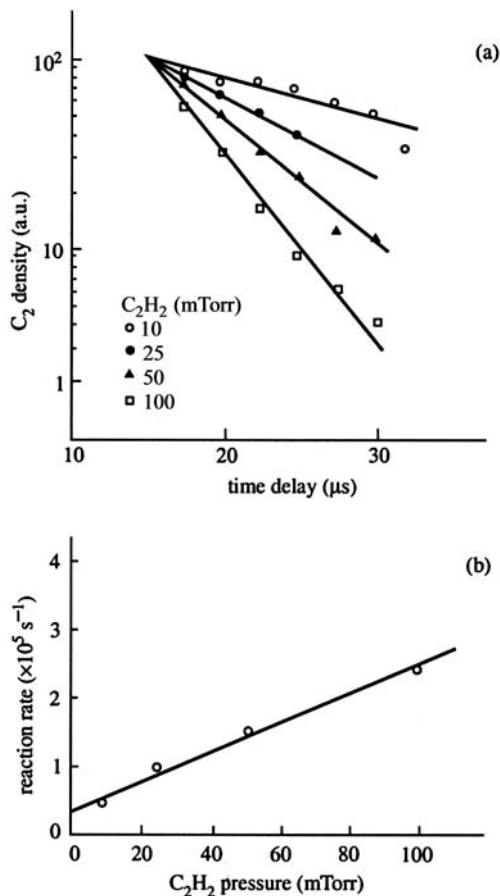 (a)
10²
10
1
C₂ density (a.u.)
C₂H₂ (mTorr)
○ 10
● 25
▲ 50
□ 100
10 20 30
time delay (μs)
(b)
4
3
2
1
0
reaction rate (×10⁵ s⁻¹)
0 20 40 60 80 100
C₂H₂ pressure (mTorr)